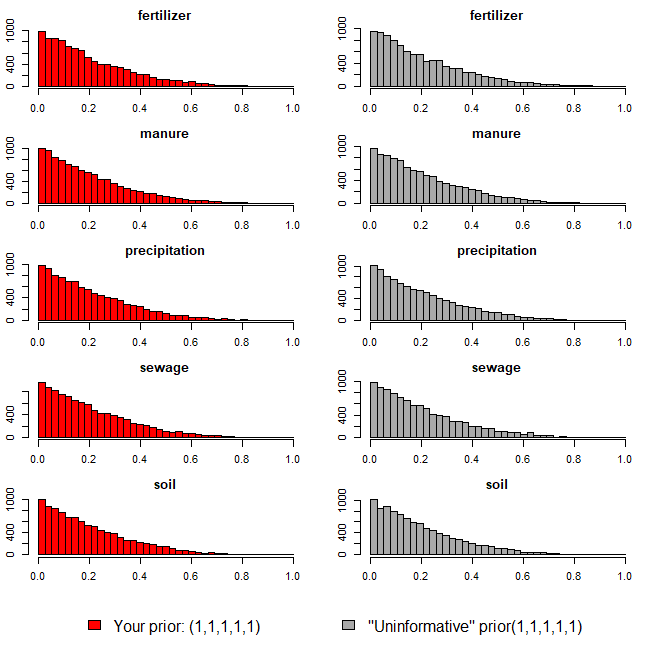 fertilizer fertilizer
0 400 1000 0 400 1000
0.0 0.2 0.4 0.6 0.8 1.0 0.0 0.2 0.4 0.6 0.8 1.0
manure manure
0 400 1000 0 400 1000
0.0 0.2 0.4 0.6 0.8 1.0 0.0 0.2 0.4 0.6 0.8 1.0
precipitation precipitation
0 400 1000 0 400 1000
0.0 0.2 0.4 0.6 0.8 1.0 0.0 0.2 0.4 0.6 0.8 1.0
sewage sewage
0 400 0 400 1000
0.0 0.2 0.4 0.6 0.8 1.0 0.0 0.2 0.4 0.6 0.8 1.0
soil soil
0 400 1000 0 400 1000
0.0 0.2 0.4 0.6 0.8 1.0 0.0 0.2 0.4 0.6 0.8 1.0
Your prior: (1,1,1,1,1) "Uninformative" prior(1,1,1,1,1)